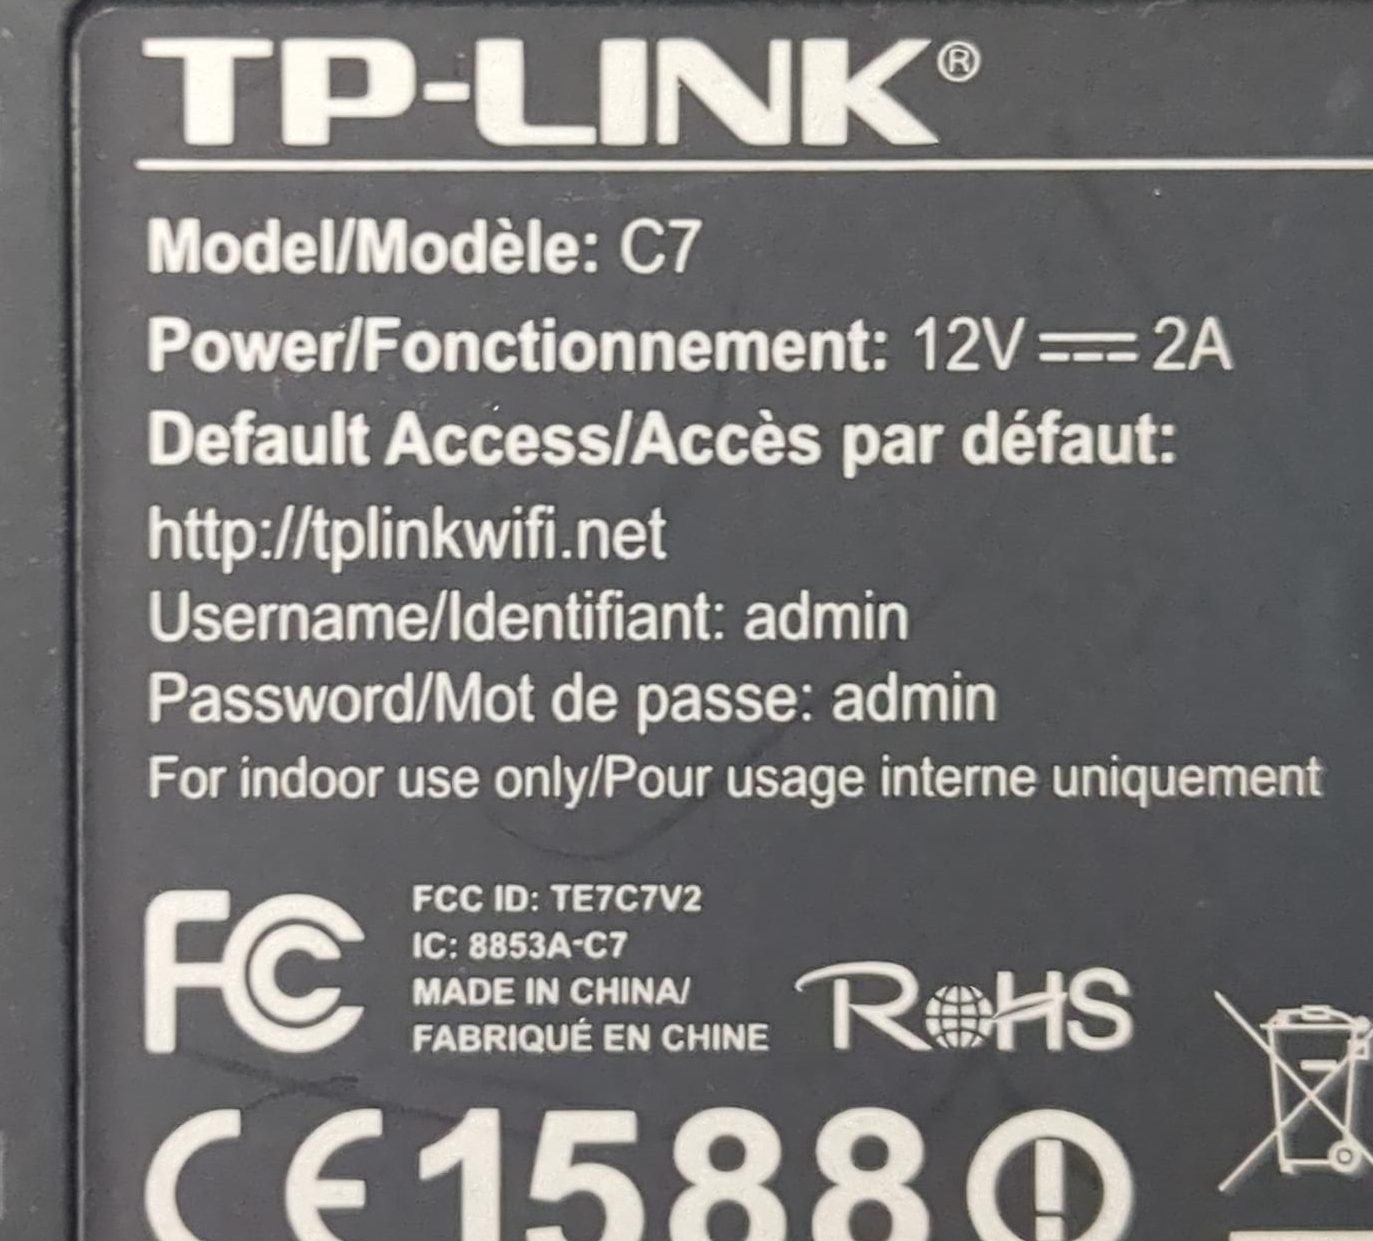 TP-LINK®
Model/Modèle: C7
Power/Fonctionnement: 12V ⎓ 2A
Default Access/Accès par défaut:
http://tplinkwifi.net
Username/Identifiant: admin
Password/Mot de passe: admin
For indoor use only/Pour usage interne uniquement
FC
FCC ID: TE7C7V2
IC: 8853A-C7
MADE IN CHINA/
FABRIQUÉ EN CHINE
RoHS
CE1588!